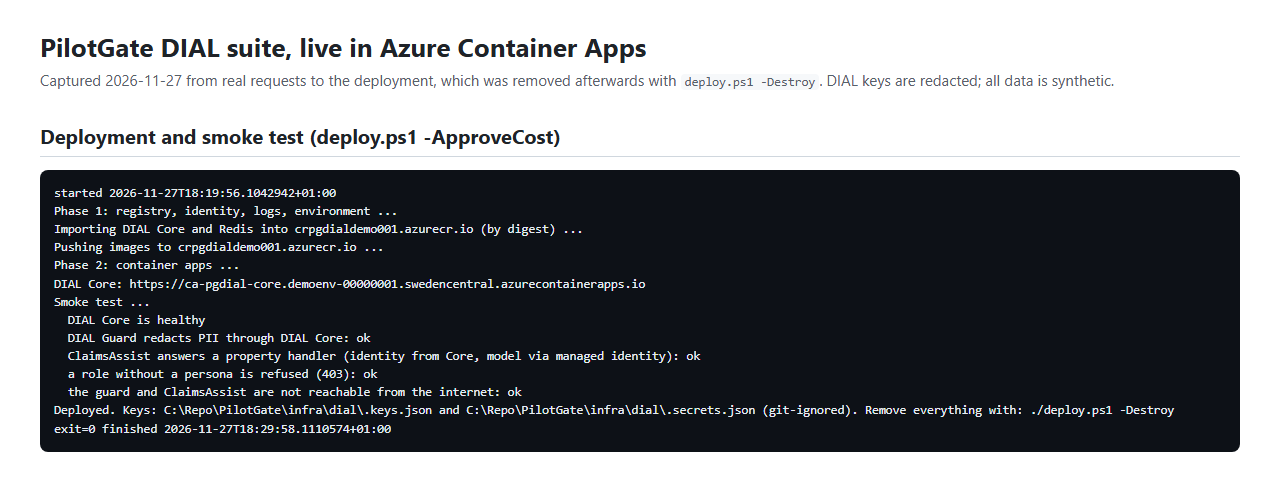 PilotGate DIAL suite, live in Azure Container Apps
Captured 2026-11-27 from real requests to the deployment, which was removed afterwards with deploy.ps1 -Destroy. DIAL keys are redacted; all data is synthetic.
Deployment and smoke test (deploy.ps1 -ApproveCost)
started 2026-11-27T18:19:56.1042942+01:00
Phase 1: registry, identity, logs, environment ...
Importing DIAL Core and Redis into crpgdialdemo001.azurecr.io (by digest) ...
Pushing images to crpgdialdemo001.azurecr.io ...
Phase 2: container apps ...
DIAL Core: https://ca-pgdial-core.demoenv-00000001.swedencentral.azurecontainerapps.io
Smoke test ...
  DIAL Core is healthy
  DIAL Guard redacts PII through DIAL Core: ok
  ClaimsAssist answers a property handler (identity from Core, model via managed identity): ok
  a role without a persona is refused (403): ok
  the guard and ClaimsAssist are not reachable from the internet: ok
Deployed. Keys: C:\Repo\PilotGate\infra\dial\.keys.json and C:\Repo\PilotGate\infra\dial\.secrets.json (git-ignored). Remove everything with: ./deploy.ps1 -Destroy
exit=0 finished 2026-11-27T18:29:58.1110574+01:00